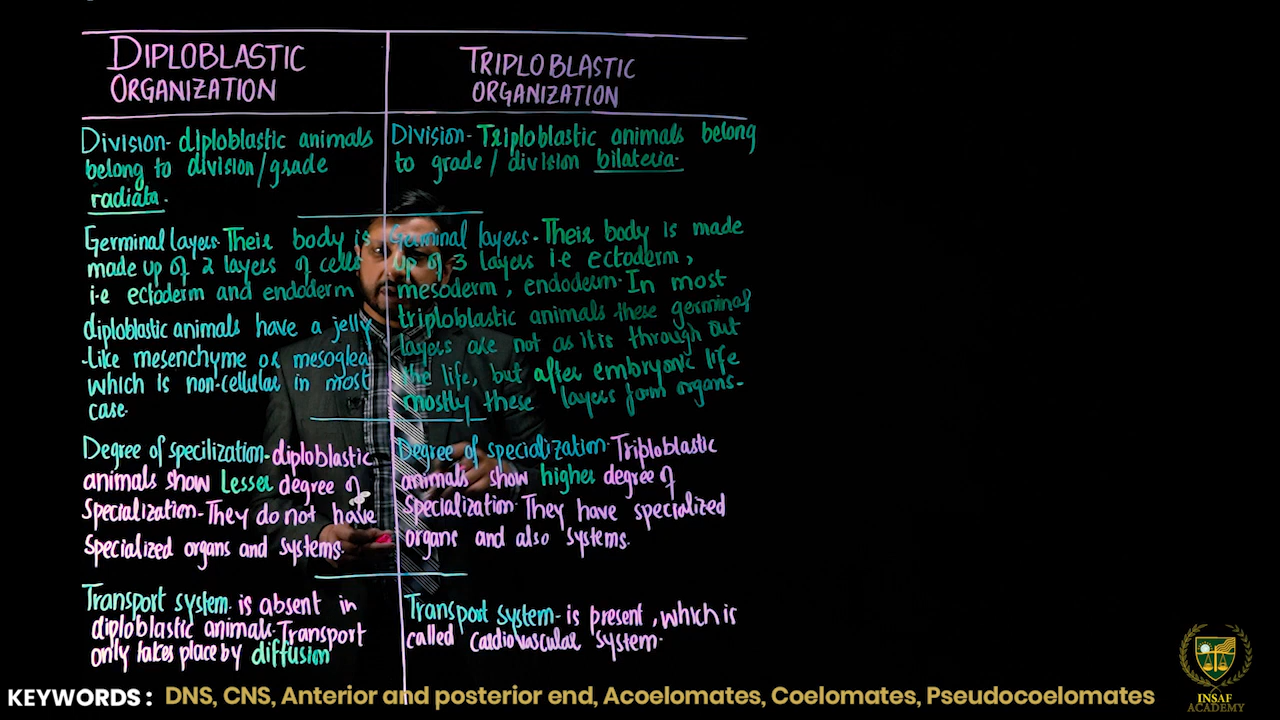 DIPLOBLASTIC
ORGANIZATION
TRIPLOBLASTIC
ORGANIZATION
Division- diploblastic animals
belong to division/grade
radiata.
Division- Triploblastic animals belong
to grade/division bilateria.
Germinal layers- Their body is
made up of 2 layers of cells
i.e ectoderm and endoderm
diploblastic animals have a jelly
-Like mesenchyme or mesoglea
which is non-cellular in most
case.
Germinal layers- Their body is made
up of 3 layers i.e ectoderm,
mesoderm, endoderm. In most
triploblastic animals these germinal
layers are not as it is through out
the life, but after embryonic life
mostly these layers form organs-
Degree of specilization- diploblastic
animals show Lesser degree of
Specialization- They do not have
Specialized organs and systems.
Degree of specialization- Triploblastic
animals show higher degree of
Specialization- They have specialized
organs and also systems.
Transport system- is absent in
diploblastic animals. Transport
only takes place by diffusion
Transport system- is present, which is
called cardiovascular system.
KEYWORDS: DNS, CNS, Anterior and posterior end, Acoelomates, Coelomates, Pseudocoelomates
INSAF
ACADEMY